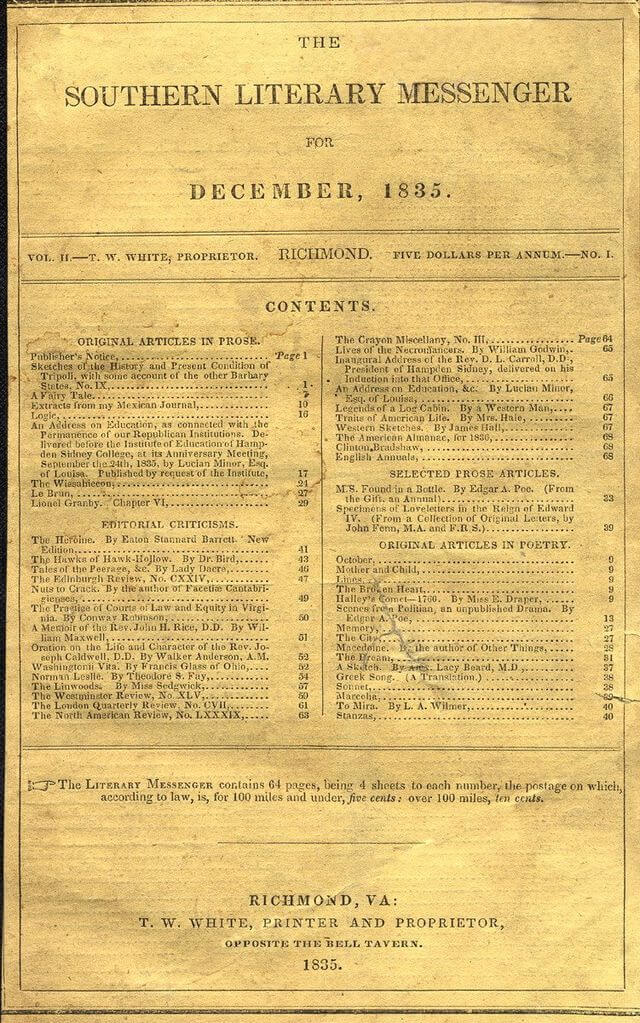 THE
SOUTHERN LITERARY MESSENGER
FOR
DECEMBER, 1835.
VOL. II.—T. W. WHITE, PROPRIETOR. RICHMOND. FIVE DOLLARS PER ANNUM.—NO. I.
CONTENTS.
ORIGINAL ARTICLES IN PROSE.
Publisher's Notice, Page 1
Sketches of the History and Present Condition of
Tripoli, with some account of the other Barbary
States. No. IX, 1
A Fairy Tale.
Extracts from my Mexican Journal, 10
Logic, 16
An Address on Education, as connected with the
Permanence of our Republican Institutions. De-
livered before the Institute of Education of Hamp-
den Sidney College, at its Anniversary Meeting,
September the 24th, 1835, by Lucian Minor, Esq.
of Louisa. Published by request of the Institute, 17
The Wissahiccon, 24
Le Brun, 27
Lionel Granby. Chapter VI, 29
EDITORIAL CRITICISMS.
The Heroine. By Eaton Stannard Barrett. New
Edition, 41
The Hawks of Hawk-Hollow. By Dr. Bird, 43
Tales of the Peerage, &c. By Lady Dacre, 46
The Edinburgh Review, No. CXXIV, 47
Nuts to Crack. By the author of Facetiæ Cantabri-
gienses, 49
The Practice of Courts of Law and Equity in Virgi-
nia. By Conway Robinson, 50
A Memoir of the Rev. John H. Rice, D.D. By Wil-
liam Maxwell, 51
Oration on the Life and Character of the Rev. Jo-
seph Caldwell, D.D. By Walker Anderson, A.M. 52
Washingtonii Vita. By Francis Glass of Ohio, 52
Norman Leslie. By Theodore S. Fay, 54
The Linwoods. By Miss Sedgwick, 57
The Westminster Review, No. XLV, 59
The London Quarterly Review, No. CVII, 61
The North American Review, No. LXXXIX, 63
The Crayon Miscellany, No. III, Page 64
Lives of the Necromancers. By William Godwin, 65
Inaugural Address of the Rev. D. L. Carroll, D.D.,
President of Hampden Sidney, delivered on his
Induction into that Office, 65
An Address on Education, &c. By Lucian Minor,
Esq. of Louisa, 66
Legends of a Log Cabin. By a Western Man, 67
Traits of American Life. By Mrs. Hale, 67
Western Sketches. By James Hall, 67
The American Almanac, for 1836, 68
Clinton Bradshaw, 68
English Annuals, 68
SELECTED PROSE ARTICLES.
M.S. Found in a Bottle. By Edgar A. Poe. (From
the Gift, an Annual). 33
Specimens of Loveletters in the Reign of Edward
IV. (From a Collection of Original Letters, by
John Fenn, M.A. and F.R.S.) 39
ORIGINAL ARTICLES IN POETRY.
October, 9
Mother and Child, 9
Lines, 9
The Broken Heart, 9
Halley's Comet—1760. By Miss E. Draper, 9
Scenes from Politian, an unpublished Drama. By
Edgar A. Poe, 13
Memory, 27
The City, 27
Macedoine. By the author of Other Things, 28
The Dream, 31
A Sketch. By Alex. Lacy Beard, M.D., 37
Greek Song. (A Translation.) 38
Sonnet, 38
Marcelia,
To Mira. By L. A. Wilmer, 40
Stanzas, 40
☞ The LITERARY MESSENGER contains 64 pages, being 4 sheets to each number, the postage on which,
according to law, is, for 100 miles and under, five cents: over 100 miles, ten cents.
RICHMOND, VA:
T. W. WHITE, PRINTER AND PROPRIETOR,
OPPOSITE THE BELL TAVERN.
1835.